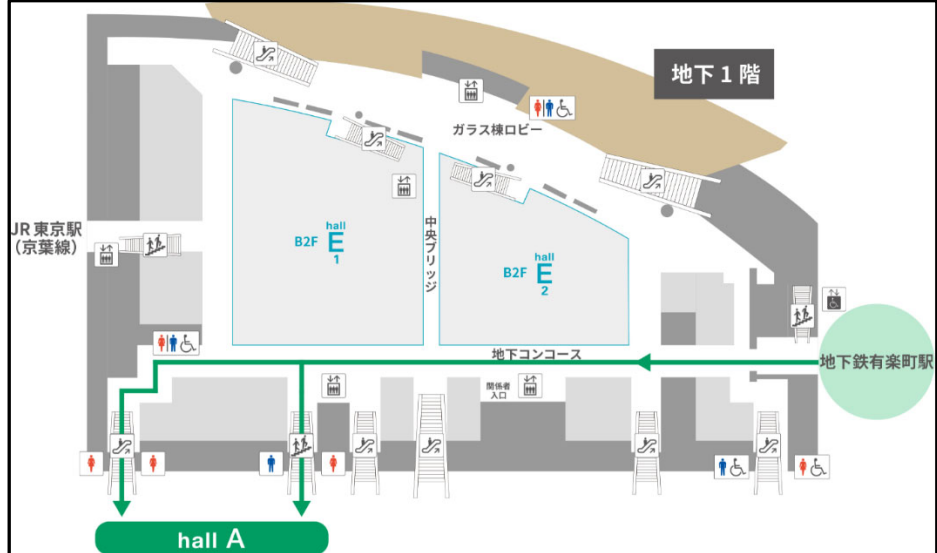 地下1階
ガラス棟ロビー
JR東京駅
(京葉線)
B2F
hall
E
1
中央ブリッジ
B2F
hall
E
2
地下コンコース
地下鉄有楽町駅
関係者
入口
hall A